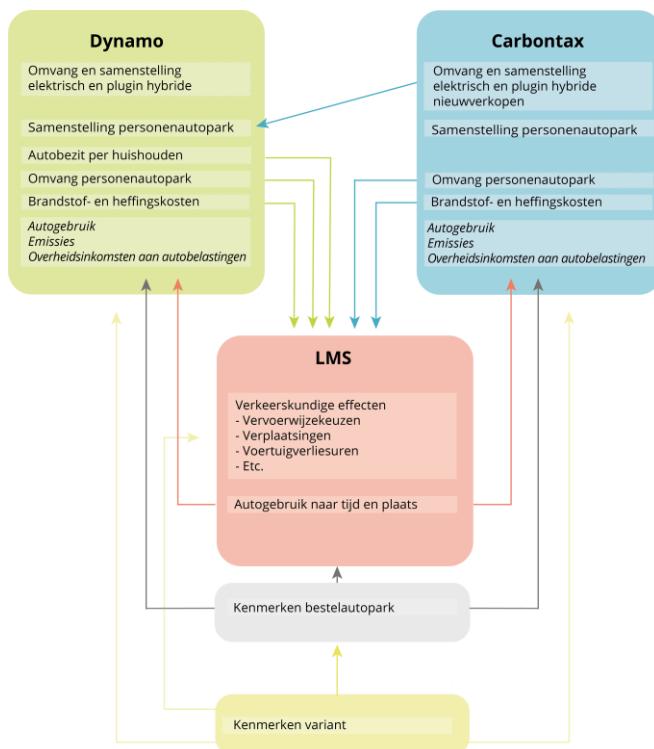 Dynamo
Omvang en samenstelling
elektrisch en plugin hybride
Samenstelling personenautopark
Autobezit per huishouden
Omvang personenautopark
Brandstof- en heffingskosten
Autogebruik
Emissies
Overheidsinkomsten aan autobelastingen
Carbontax
Omvang en samenstelling
elektrisch en plugin hybride
nieuwverkopen
Samenstelling personenautopark
Omvang personenautopark
Brandstof- en heffingskosten
Autogebruik
Emissies
Overheidsinkomsten aan autobelastingen
LMS
Verkeerskundige effecten
- Vervoerwijzekeuzen
- Verplaatsingen
- Voertuigverliesuren
- Etc.
Autogebruik naar tijd en plaats
Kenmerken bestelautopark
Kenmerken variant